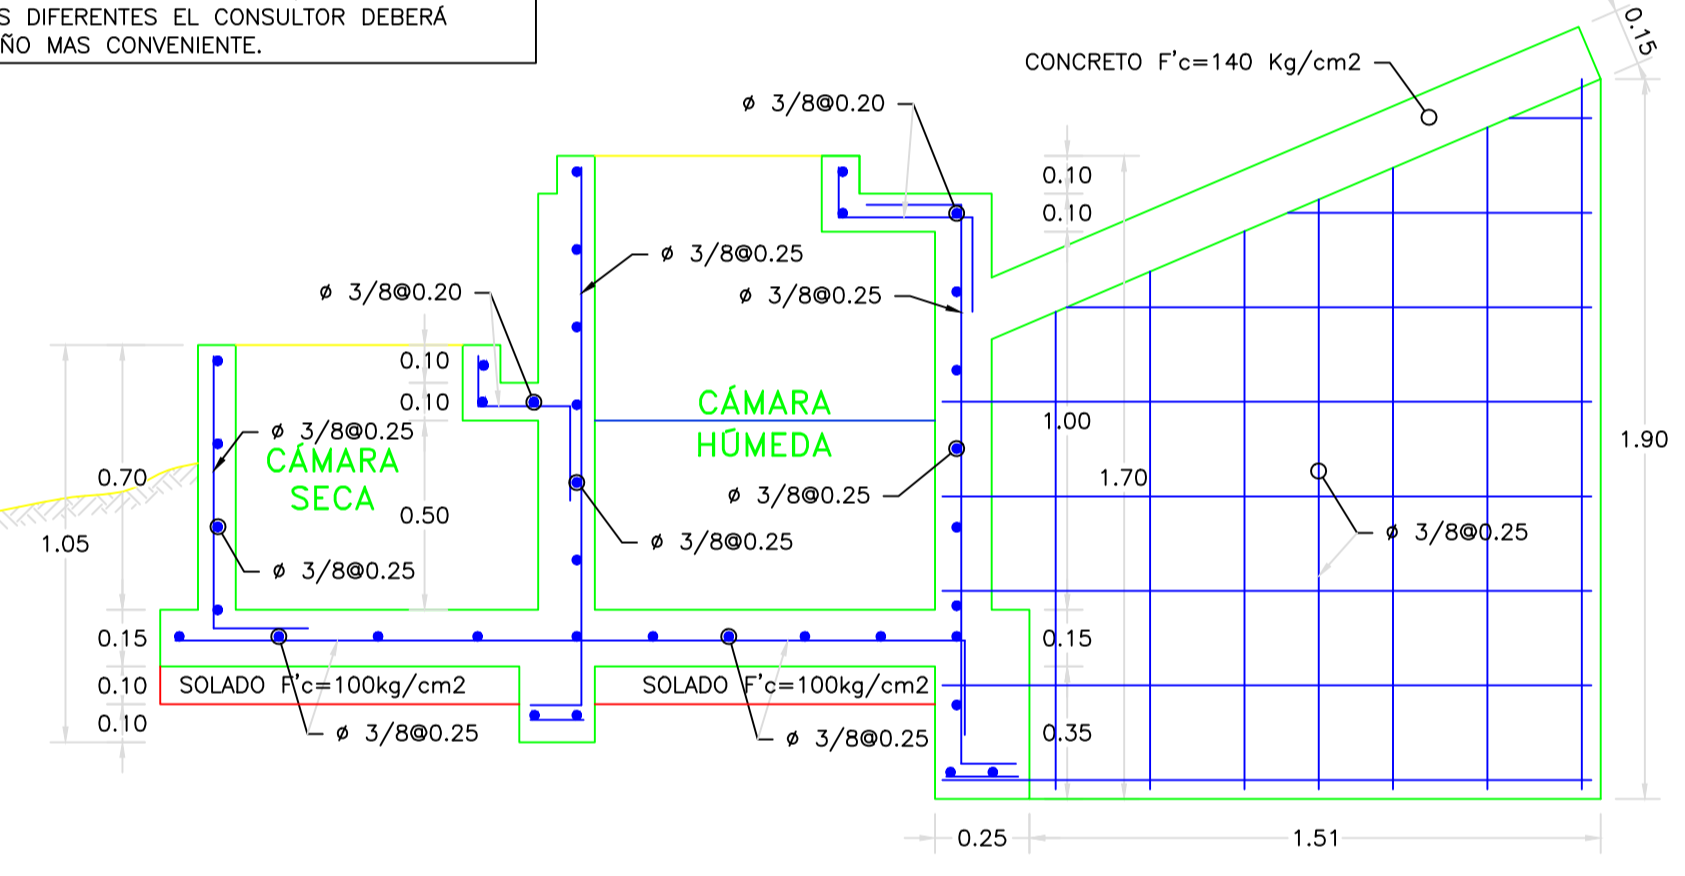 S DIFERENTES EL CONSULTOR DEBERÁ
ÑO MAS CONVENIENTE.
0.15
CONCRETO F'c=140 Kg/cm2
ø 3/8@0.20
0.10
0.10
ø 3/8@0.25
ø 3/8@0.20
ø 3/8@0.25
0.10
0.10
CÁMARA
HÚMEDA
1.00
1.90
ø 3/8@0.25
CÁMARA
SECA
0.70
1.70
0.50
ø 3/8@0.25
1.05
ø 3/8@0.25
ø 3/8@0.25
ø 3/8@0.25
0.15
0.15
0.10
SOLADO F'c=100kg/cm2
SOLADO F'c=100kg/cm2
0.10
ø 3/8@0.25
ø 3/8@0.25
0.35
0.25
1.51